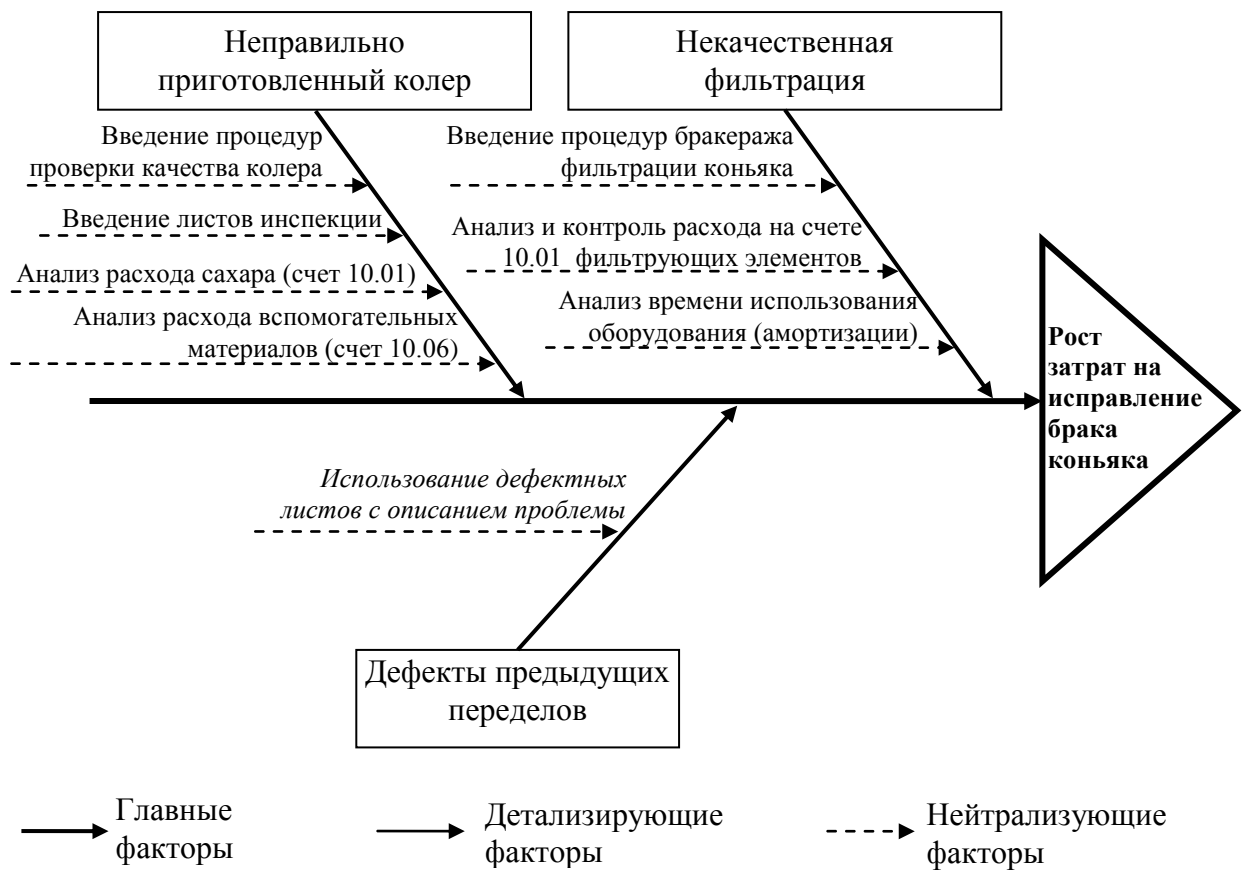 Неправильно
приготовленный колер
Некачественная
фильтрация
Введение процедур
проверки качества колера
Введение листов инспекции
Анализ расхода сахара (счет 10.01)
Анализ расхода вспомогательных
материалов (счет 10.06)
Введение процедур бракеража
фильтрации коньяка
Анализ и контроль расхода на счете
10.01 фильтрующих элементов
Анализ времени использования
оборудования (амортизации)
Рост
затрат на
исправление
брака
коньяка
Использование дефектных
листов с описанием проблемы
Дефекты предыдущих
переделов
Главные
факторы
Детализирующие
факторы
Нейтрализующие
факторы